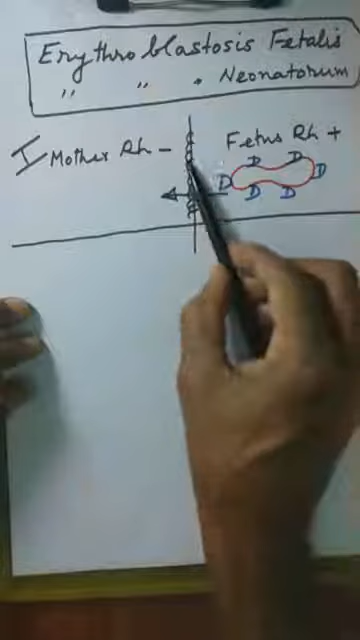 Erythroblastosis Fetalis
" " . Neonatorum
I Mother Rh - Fetus Rh +
D D
D D
D D